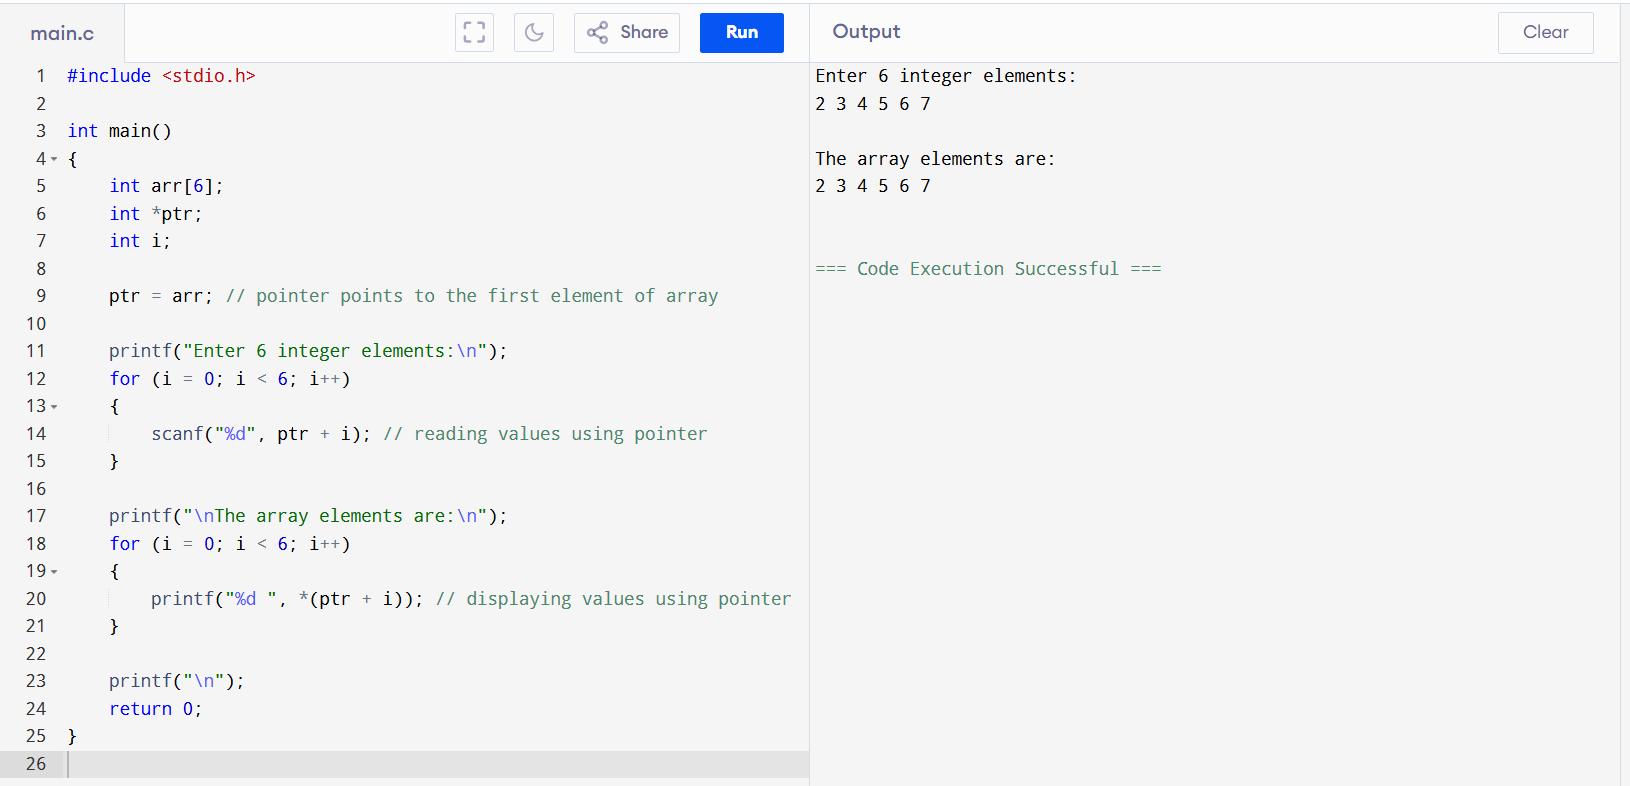 main.c
Share
Run
Output
Clear
1 #include <stdio.h>
2
3 int main()
4 {
5     int arr[6];
6     int *ptr;
7     int i;
8
9     ptr = arr; // pointer points to the first element of array
10
11     printf("Enter 6 integer elements:\n");
12     for (i = 0; i < 6; i++)
13     {
14         scanf("%d", ptr + i); // reading values using pointer
15     }
16
17     printf("\nThe array elements are:\n");
18     for (i = 0; i < 6; i++)
19     {
20         printf("%d ", *(ptr + i)); // displaying values using pointer
21     }
22
23     printf("\n");
24     return 0;
25 }
26
Enter 6 integer elements:
2 3 4 5 6 7
The array elements are:
2 3 4 5 6 7
=== Code Execution Successful ===